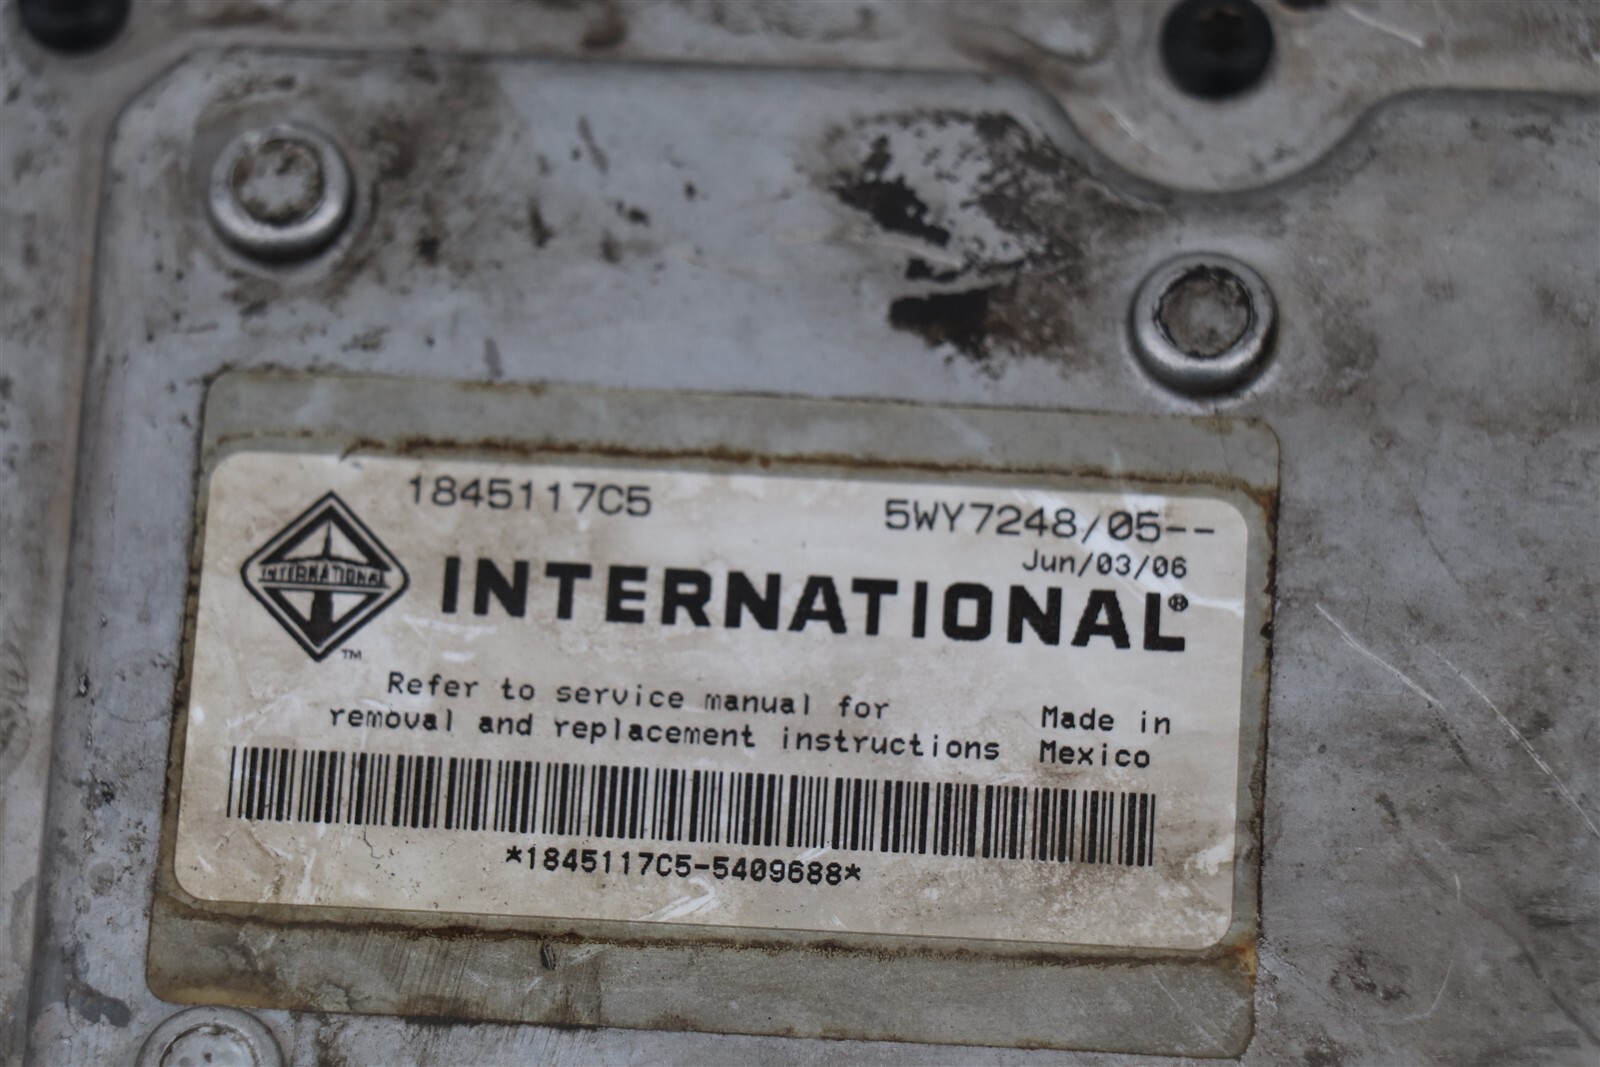 1845117C5 5WY7248/05--
Jun/03/06
INTERNATIONAL INTERNATIONAL®
TM
Refer to service manual for
removal and replacement instructions
Made in
Mexico
*1845117C5-5409688*